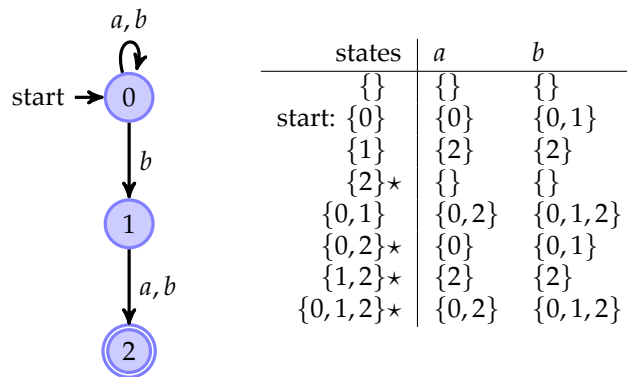 a, b
start 0
b
1
a, b
2
states a b
{} {} {}
start: {0} {0} {0, 1}
{1} {2} {2}
{2}⋆ {} {}
{0, 1} {0, 2} {0, 1, 2}
{0, 2}⋆ {0} {0, 1}
{1, 2}⋆ {2} {2}
{0, 1, 2}⋆ {0, 2} {0, 1, 2}